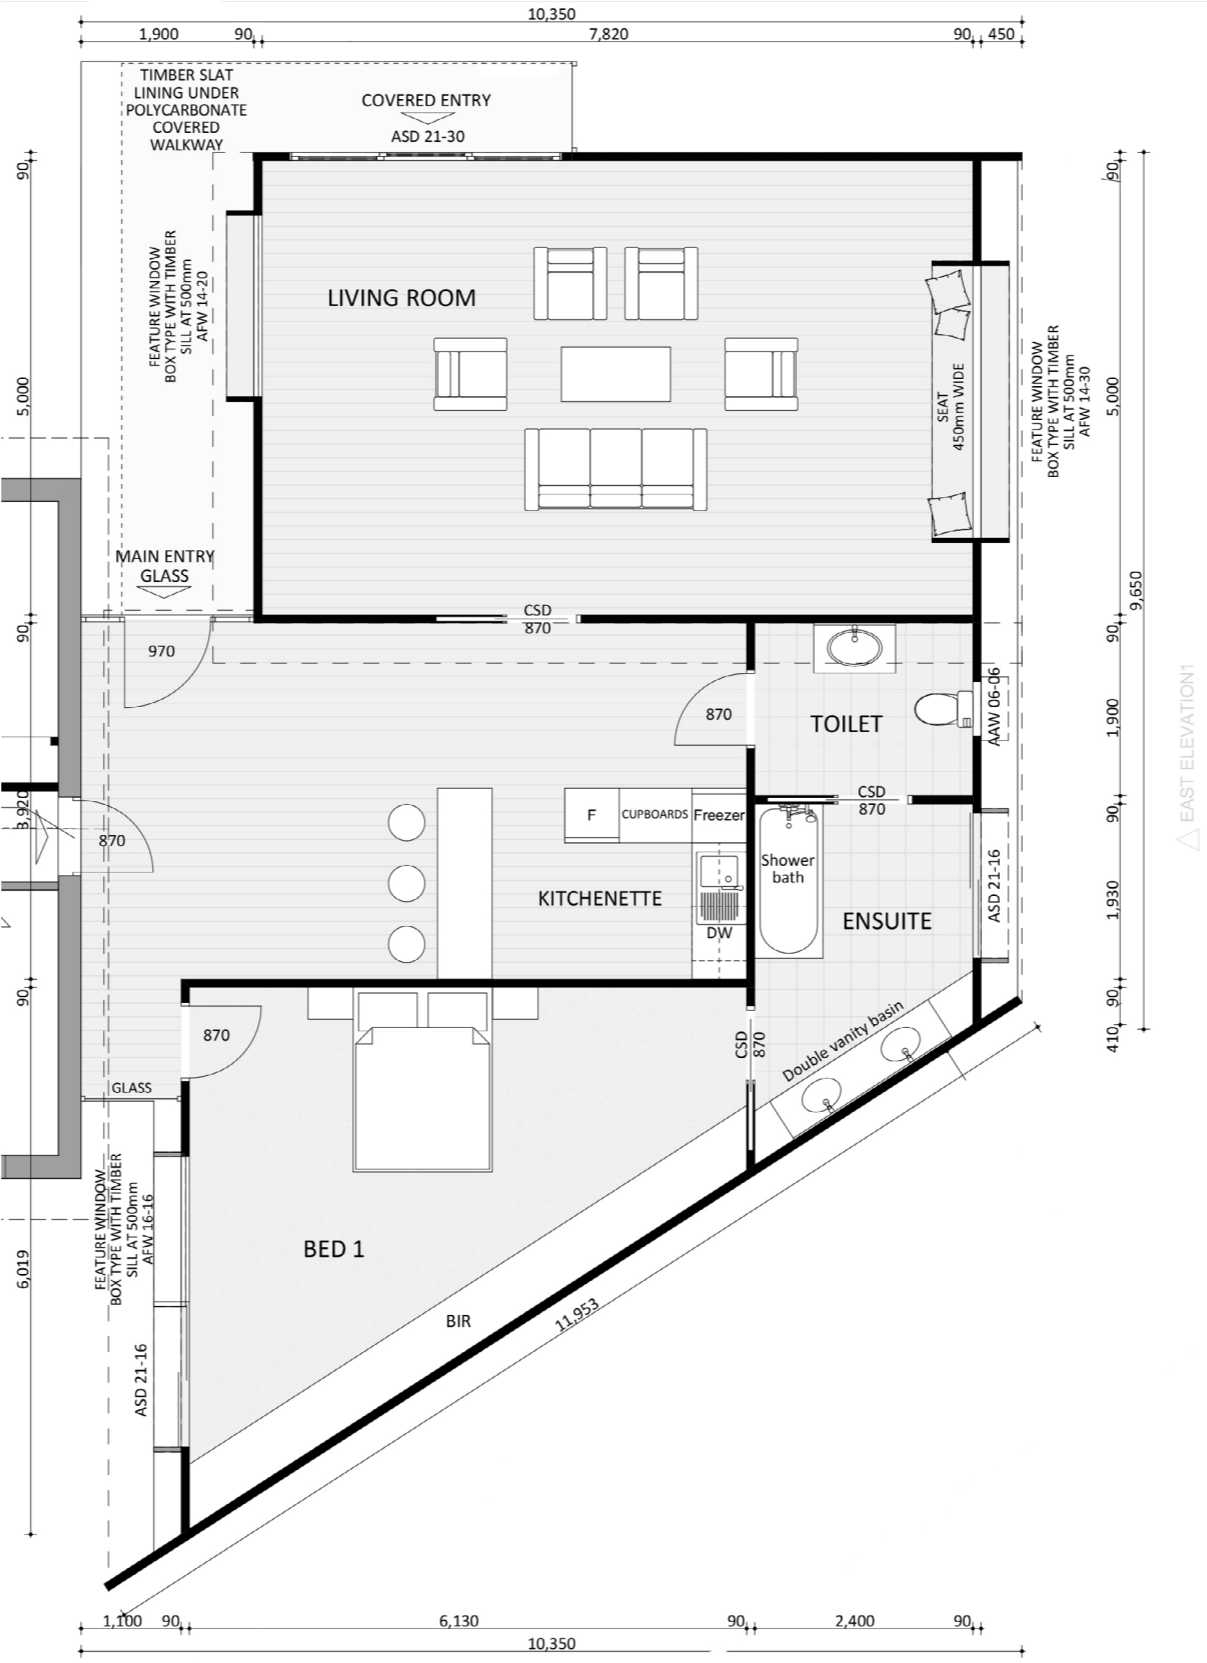 10,350
1,900 90 7,820 90 450
TIMBER SLAT
LINING UNDER
POLYCARBONATE
COVERED
WALKWAY
COVERED ENTRY
ASD 21-30
90
90
FEATURE WINDOW
BOX TYPE WITH TIMBER
SILL AT 500mm
AFW 14-20
LIVING ROOM
SEAT
450mm WIDE
FEATURE WINDOW
BOX TYPE WITH TIMBER
SILL AT 500mm
AFW 14-30
5,000
5,000
9,650
MAIN ENTRY
GLASS
CSD
870
90
90
970
870
TOILET
AAW 06-06
1,900
EAST ELEVATION1
CSD
870
90
3,920
870
F
CUPBOARDS
Freezer
Shower
bath
KITCHENETTE
DW
ENSUITE
ASD 21-16
1,930
90
90
870
CSD
870
Double vanity basin
410
GLASS
FEATURE WINDOW
BOX TYPE WITH TIMBER
SILL AT 500mm
AFW 16-16
BED 1
6,019
BIR
11,953
ASD 21-16
1,100 90 6,130 90 2,400 90
10,350